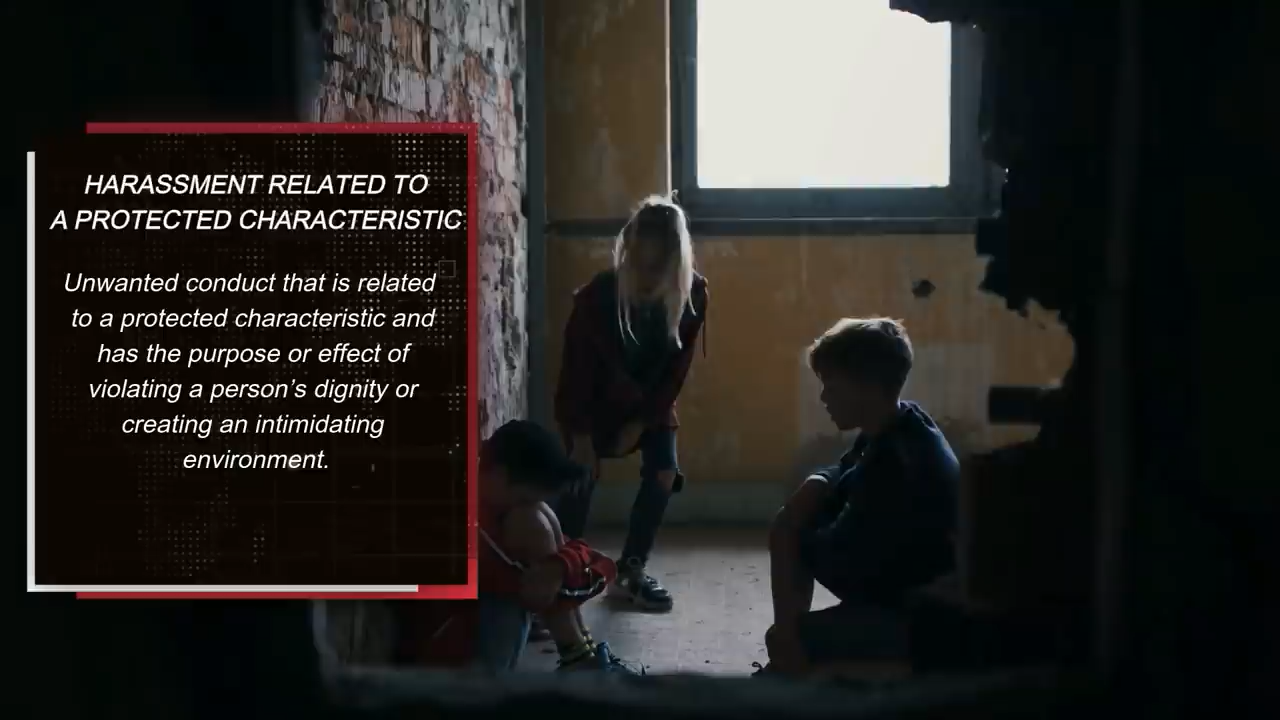 HARASSMENT RELATED TO
A PROTECTED CHARACTERISTIC
Unwanted conduct that is related
to a protected characteristic and
has the purpose or effect of
violating a person’s dignity or
creating an intimidating
environment.